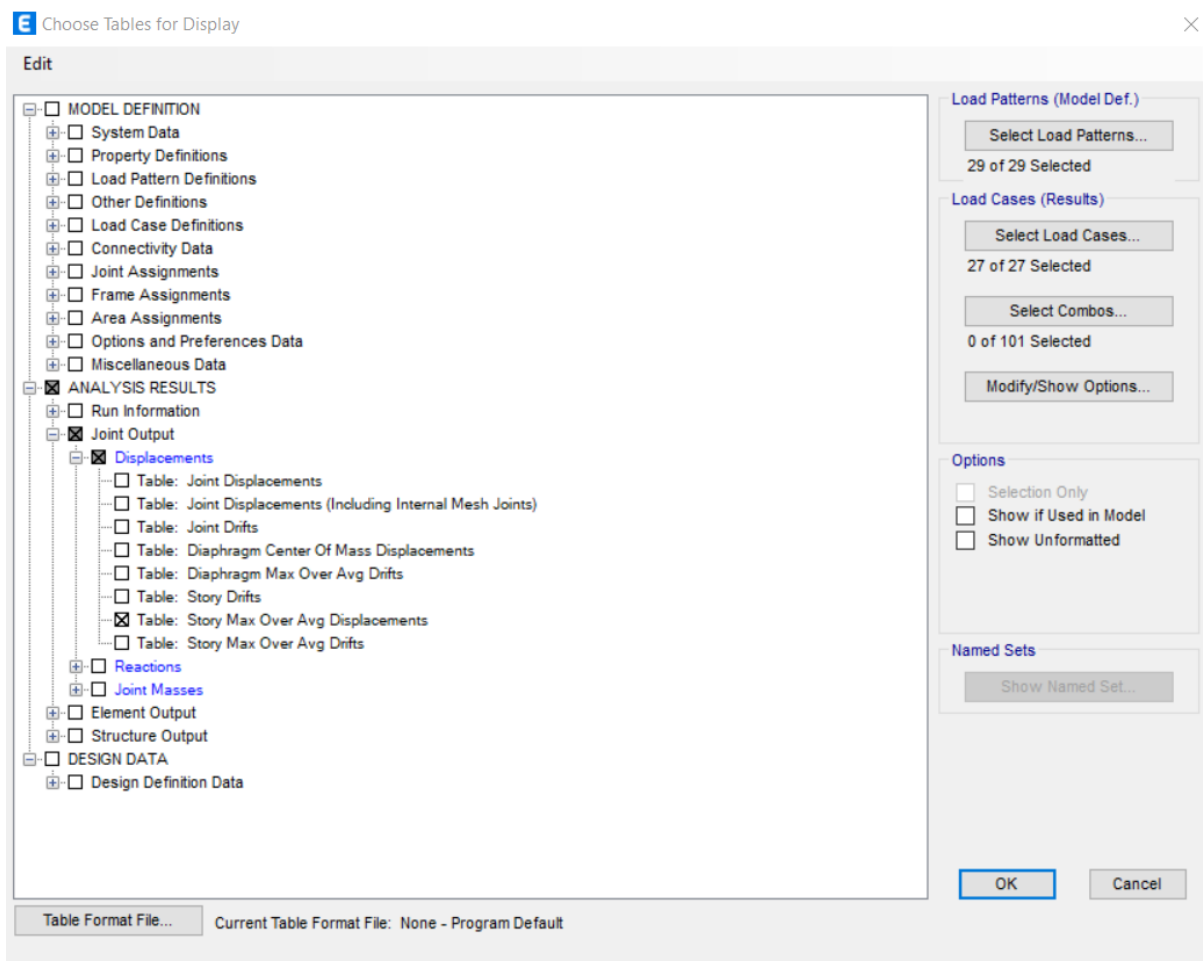 E Choose Tables for Display
Edit
MODEL DEFINITION
System Data
Property Definitions
Load Pattern Definitions
Other Definitions
Load Case Definitions
Connectivity Data
Joint Assignments
Frame Assignments
Area Assignments
Options and Preferences Data
Miscellaneous Data
ANALYSIS RESULTS
Run Information
Joint Output
Displacements
Table: Joint Displacements
Table: Joint Displacements (Including Internal Mesh Joints)
Table: Joint Drifts
Table: Diaphragm Center Of Mass Displacements
Table: Diaphragm Max Over Avg Drifts
Table: Story Drifts
Table: Story Max Over Avg Displacements
Table: Story Max Over Avg Drifts
Reactions
Joint Masses
Element Output
Structure Output
DESIGN DATA
Design Definition Data
Load Patterns (Model Def.)
Select Load Patterns...
29 of 29 Selected
Load Cases (Results)
Select Load Cases...
27 of 27 Selected
Select Combos...
0 of 101 Selected
Modify/Show Options...
Options
Selection Only
Show if Used in Model
Show Unformatted
Named Sets
Show Named Set...
OK
Cancel
Table Format File...
Current Table Format File: None - Program Default